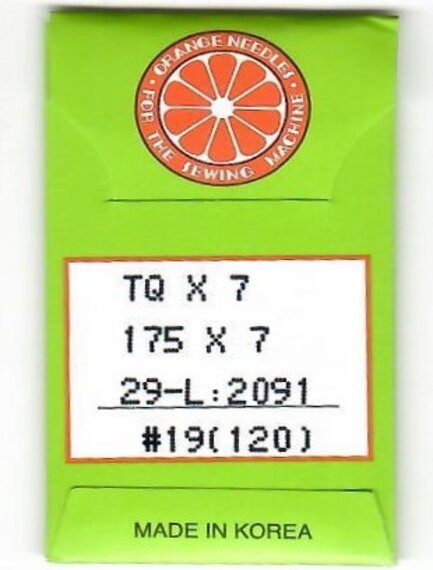 · ORANGE NEEDLES ·
FOR THE SEWING MACHINE
TQ X 7
175 X 7
29-L:2091
#19(120)
MADE IN KOREA